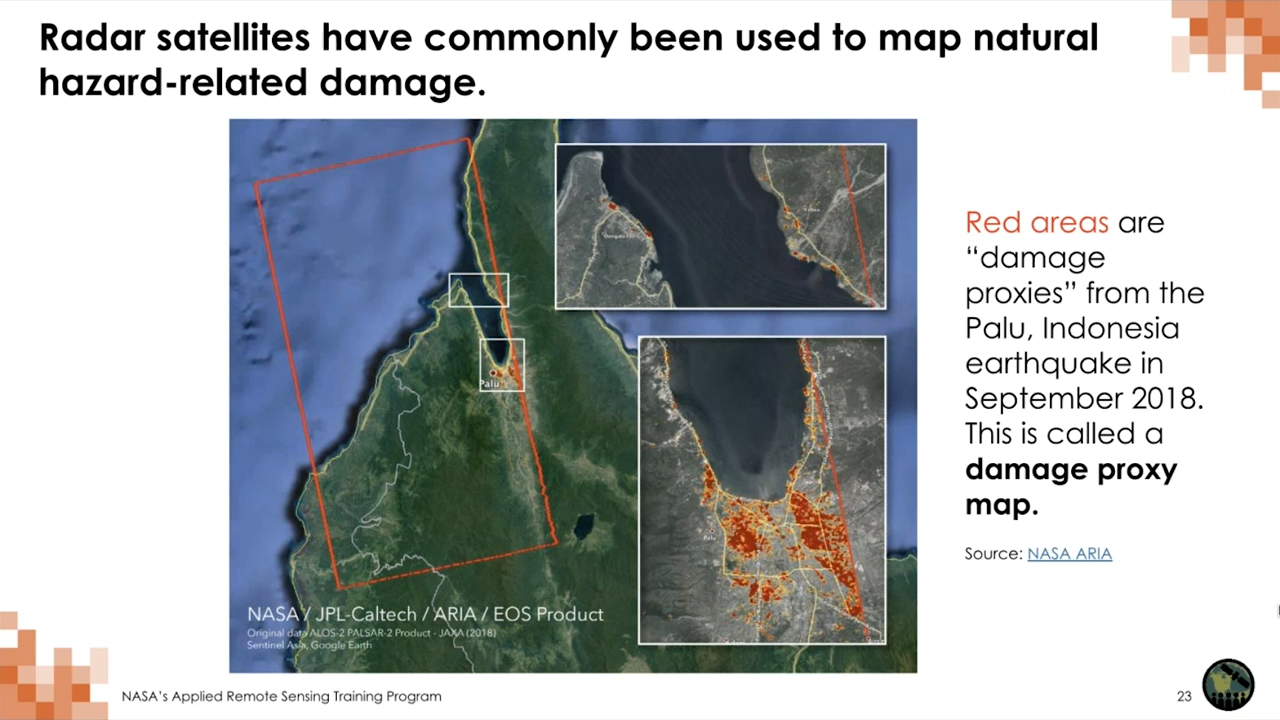 Radar satellites have commonly been used to map natural
hazard-related damage.
Palu
Palu
NASA / JPL-Caltech / ARIA / EOS Product
Original data ALOS-2 PALSAR-2 Product - JAXA (2018)
Sentinel Asia, Google Earth
Red areas are
“damage
proxies” from the
Palu, Indonesia
earthquake in
September 2018.
This is called a
damage proxy
map.
Source: NASA ARIA
NASA’s Applied Remote Sensing Training Program
23